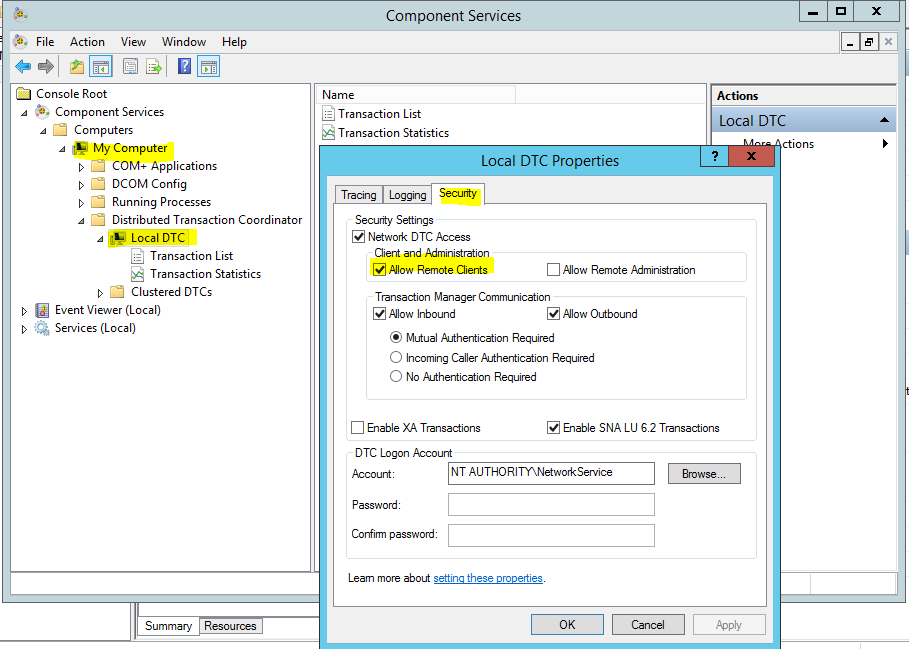 Component Services
File Action View Window Help
Console Root
Component Services
Computers
My Computer
COM+ Applications
DCOM Config
Running Processes
Distributed Transaction Coordinator
Local DTC
Transaction List
Transaction Statistics
Clustered DTCs
Event Viewer (Local)
Services (Local)
Name
Transaction List
Transaction Statistics
Actions
Local DTC
More Actions
Local DTC Properties
Tracing Logging Security
Security Settings
Network DTC Access
Client and Administration
Allow Remote Clients Allow Remote Administration
Transaction Manager Communication
Allow Inbound Allow Outbound
Mutual Authentication Required
Incoming Caller Authentication Required
No Authentication Required
Enable XA Transactions Enable SNA LU 6.2 Transactions
DTC Logon Account
Account: NT AUTHORITY\NetworkService Browse...
Password:
Confirm password:
Learn more about setting these properties.
OK Cancel Apply
Summary Resources